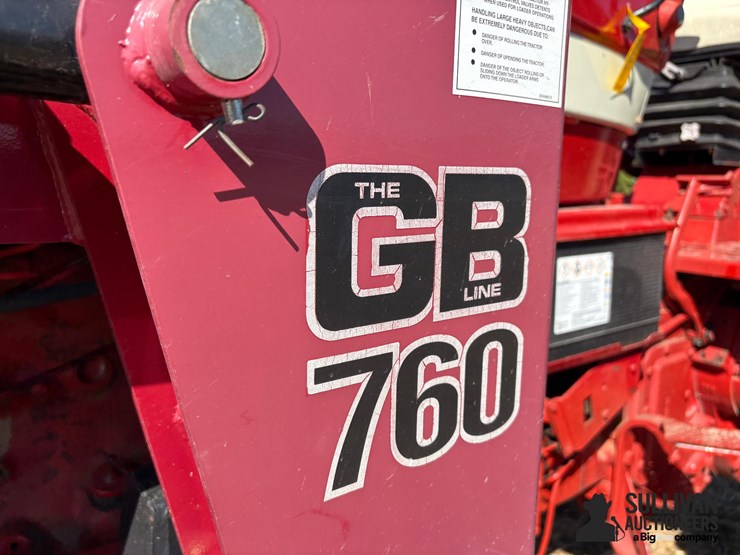 WHEN USED FOR LOADER OPERATIONS
HANDLING LARGE HEAVY OBJECTS CAN
BE EXTREMELY DANGEROUS DUE TO:
• DANGER OF ROLLING THE TRACTOR
OVER.
• DANGER OF UPENDING THE TRACTOR.
• DANGER OF THE OBJECT ROLLING OR
SLIDING DOWN THE LOADER ARMS
ONTO THE OPERATOR.
THE
GB
LINE
760
SULLIVAN
AUCTIONEERS
a Big company